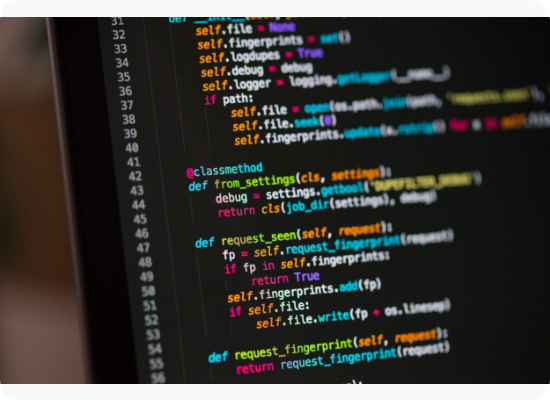 31 def __init__(self,
32 self.file = None
33 self.fingerprints = set()
34 self.logdupes = True
35 self.debug = debug
36 self.logger = logging.getLogger(__name__)
37 if path:
38 self.file = open(os.path.join(path, 'requests.seen'),
39 self.file.seek(0)
40 self.fingerprints.update(x.rstrip() for x in self.file
41
42 @classmethod
43 def from_settings(cls, settings):
44 debug = settings.getbool('DUPEFILTER_DEBUG')
45 return cls(job_dir(settings), debug)
46
47 def request_seen(self, request):
48 fp = self.request_fingerprint(request)
49 if fp in self.fingerprints:
50 return True
51 self.fingerprints.add(fp)
52 if self.file:
53 self.file.write(fp + os.linesep)
54
55 def request_fingerprint(self, request):
56 return request_fingerprint(request)